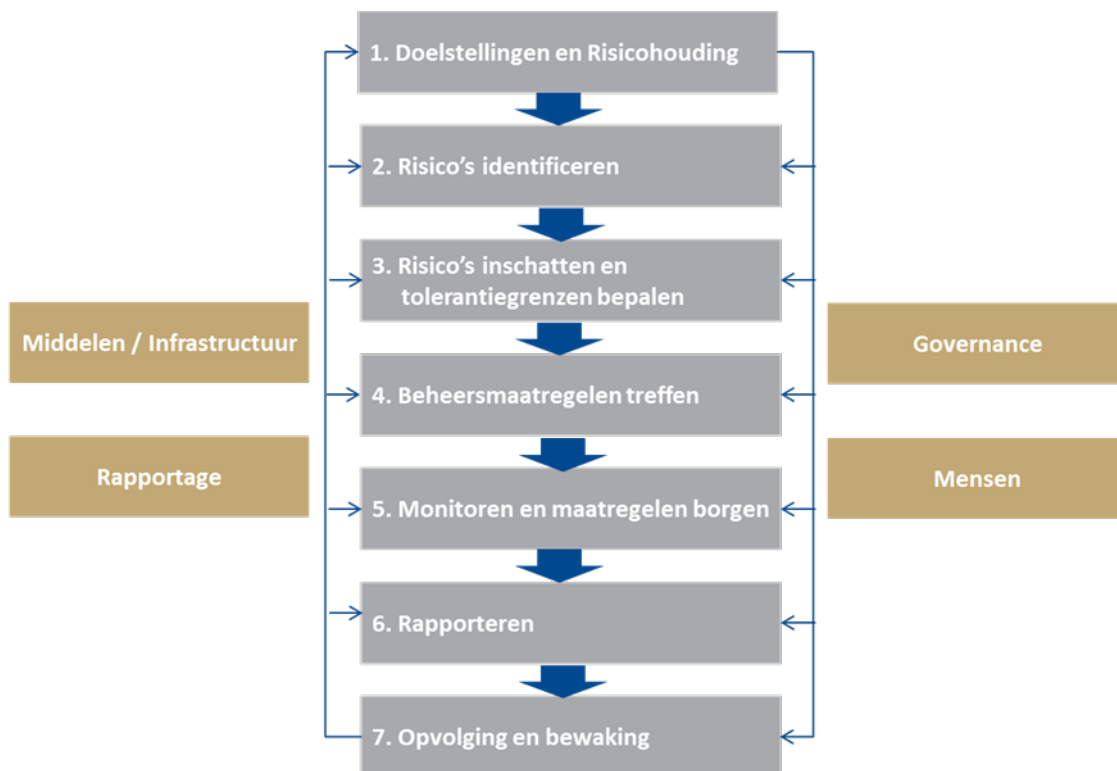 1. Doelstellingen en Risicohouding
2. Risico's identificeren
3. Risico's inschatten en
tolerantiegrenzen bepalen
Middelen / Infrastructuur
Governance
4. Beheersmaatregelen treffen
Rapportage
Mensen
5. Monitoren en maatregelen borgen
6. Rapporteren
7. Opvolging en bewaking